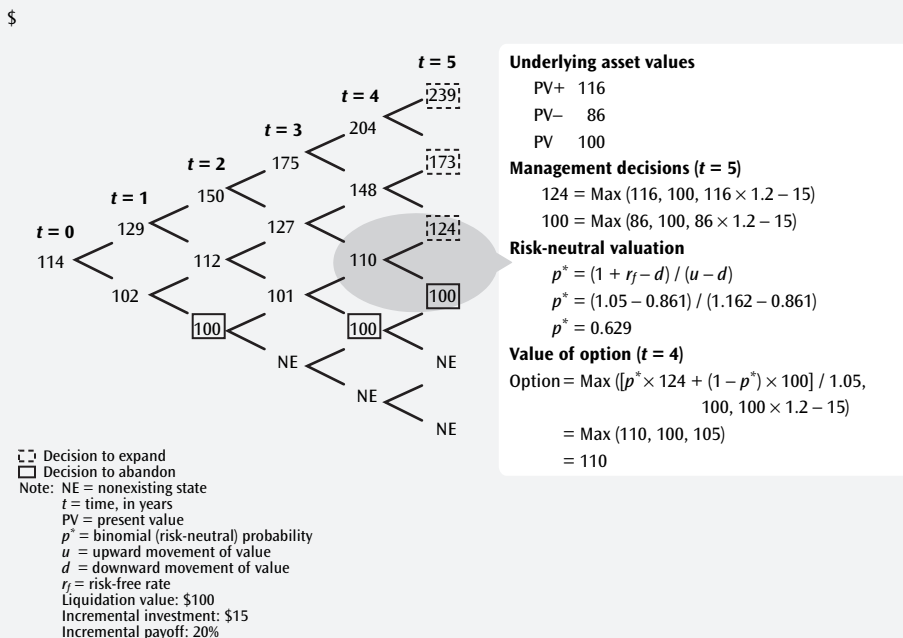 $
t = 5
t = 4
t = 3
t = 2
t = 1
t = 0
239
204
175
173
150
148
129
127
124
114
112
110
102
101
100
100
100
NE
NE
NE
NE
Underlying asset values
PV+ 116
PV– 86
PV 100
Management decisions (t = 5)
124 = Max (116, 100, 116 × 1.2 – 15)
100 = Max (86, 100, 86 × 1.2 – 15)
Risk-neutral valuation
p* = (1 + rf – d) / (u – d)
p* = (1.05 – 0.861) / (1.162 – 0.861)
p* = 0.629
Value of option (t = 4)
Option = Max ([p* × 124 + (1 – p*) × 100] / 1.05,
100, 100 × 1.2 – 15)
= Max (110, 100, 105)
= 110
Decision to expand
Decision to abandon
Note: NE = nonexisting state
t = time, in years
PV = present value
p* = binomial (risk-neutral) probability
u = upward movement of value
d = downward movement of value
rf = risk-free rate
Liquidation value: $100
Incremental investment: $15
Incremental payoff: 20%